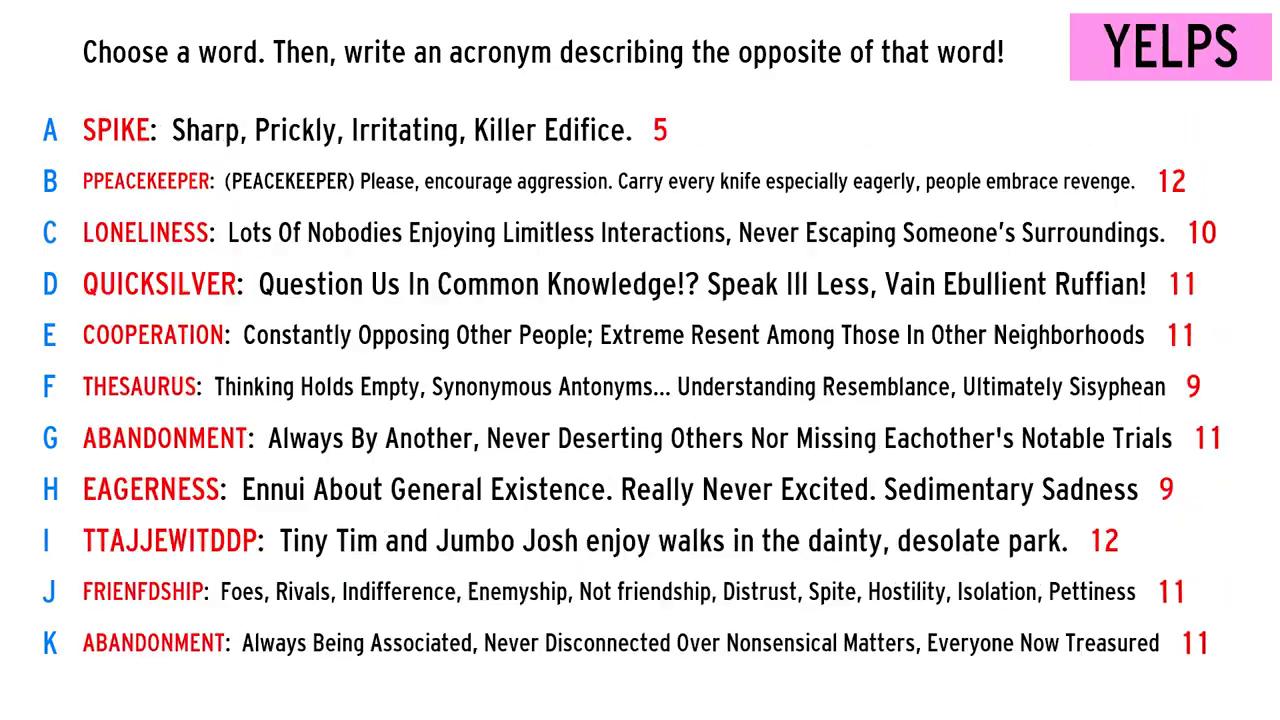 Choose a word. Then, write an acronym describing the opposite of that word!
YELPS
A SPIKE: Sharp, Prickly, Irritating, Killer Edifice. 5
B PPEACEKEEPER: (PEACEKEEPER) Please, encourage aggression. Carry every knife especially eagerly, people embrace revenge. 12
C LONELINESS: Lots Of Nobodies Enjoying Limitless Interactions, Never Escaping Someone’s Surroundings. 10
D QUICKSILVER: Question Us In Common Knowledge!? Speak Ill Less, Vain Ebullient Ruffian! 11
E COOPERATION: Constantly Opposing Other People; Extreme Resent Among Those In Other Neighborhoods 11
F THESAURUS: Thinking Holds Empty, Synonymous Antonyms... Understanding Resemblance, Ultimately Sisyphean 9
G ABANDONMENT: Always By Another, Never Deserting Others Nor Missing Eachother's Notable Trials 11
H EAGERNESS: Ennui About General Existence. Really Never Excited. Sedimentary Sadness 9
I TTAJJEWITDDP: Tiny Tim and Jumbo Josh enjoy walks in the dainty, desolate park. 12
J FRIENFDSHIP: Foes, Rivals, Indifference, Enemyship, Not friendship, Distrust, Spite, Hostility, Isolation, Pettiness 11
K ABANDONMENT: Always Being Associated, Never Disconnected Over Nonsensical Matters, Everyone Now Treasured 11